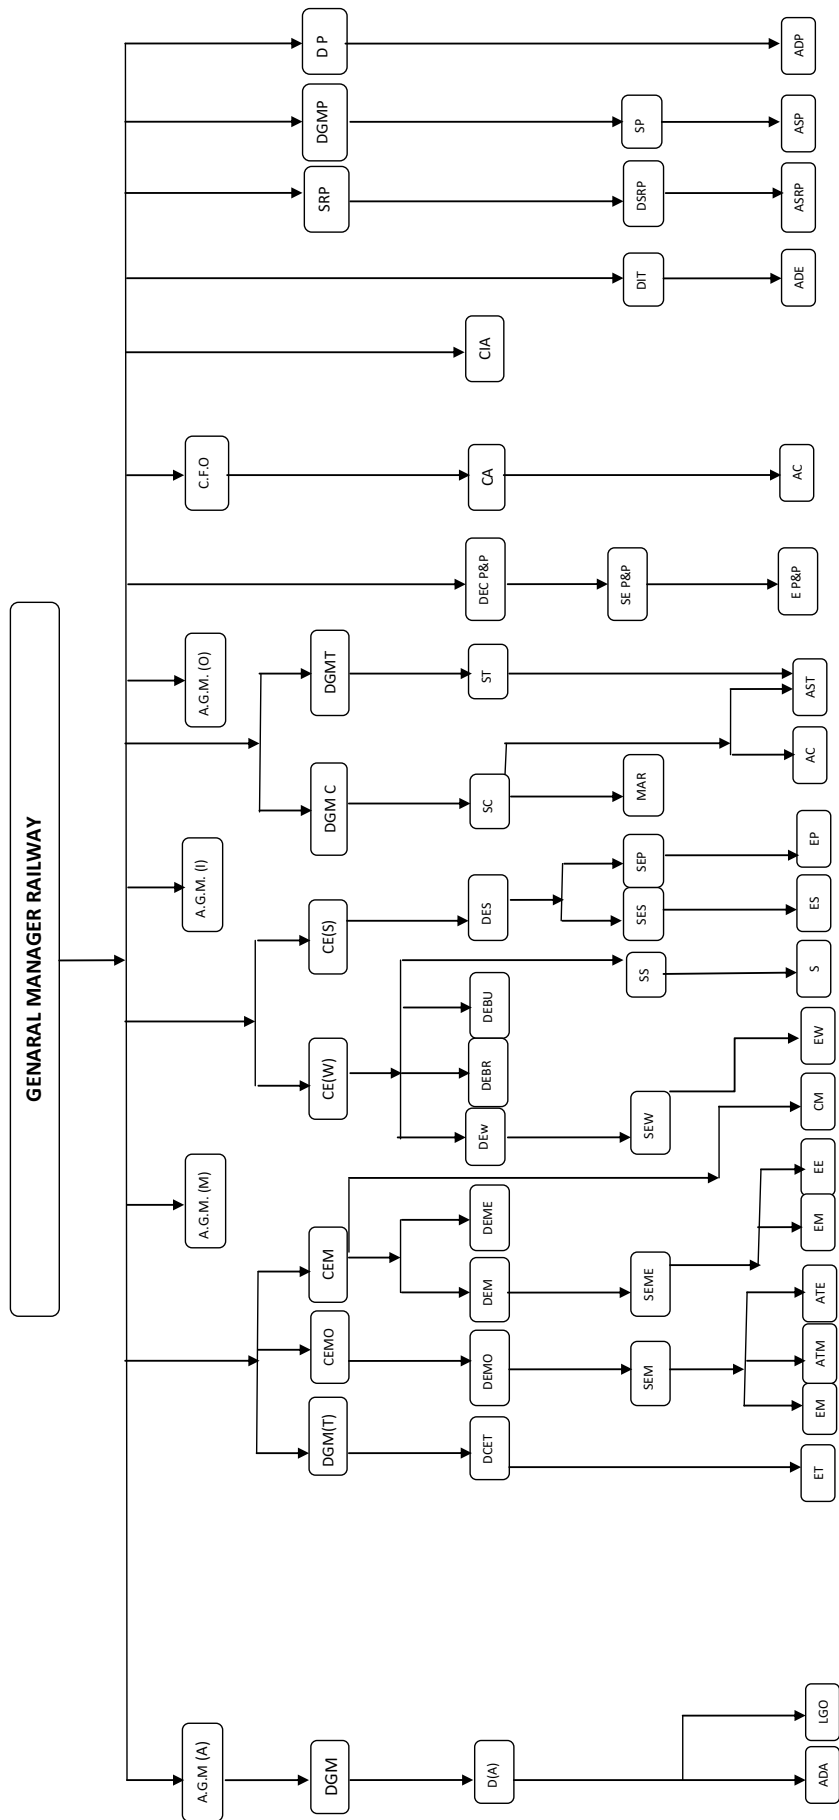 GENARAL MANAGER RAILWAY
A.G.M (A)
A.G.M. (M)
A.G.M. (I)
A.G.M. (O)
C.F.O
DGM
DGM(T)
CEMO
CEM
CE(W)
CE(S)
DGM C
DGMT
SRP
DGMP
D P
D(A)
DCET
DEMO
DEM
DEME
DEw
DEBR
DEBU
DES
SC
ST
DEC P&P
CA
CIA
SEM
SEME
SEW
SS
SES
SEP
MAR
SE P&P
DIT
DSRP
SP
ADA
LGO
ET
EM
ATM
ATE
EM
EE
CM
EW
S
ES
EP
AC
AST
E P&P
AC
ADE
ASRP
ASP
ADP